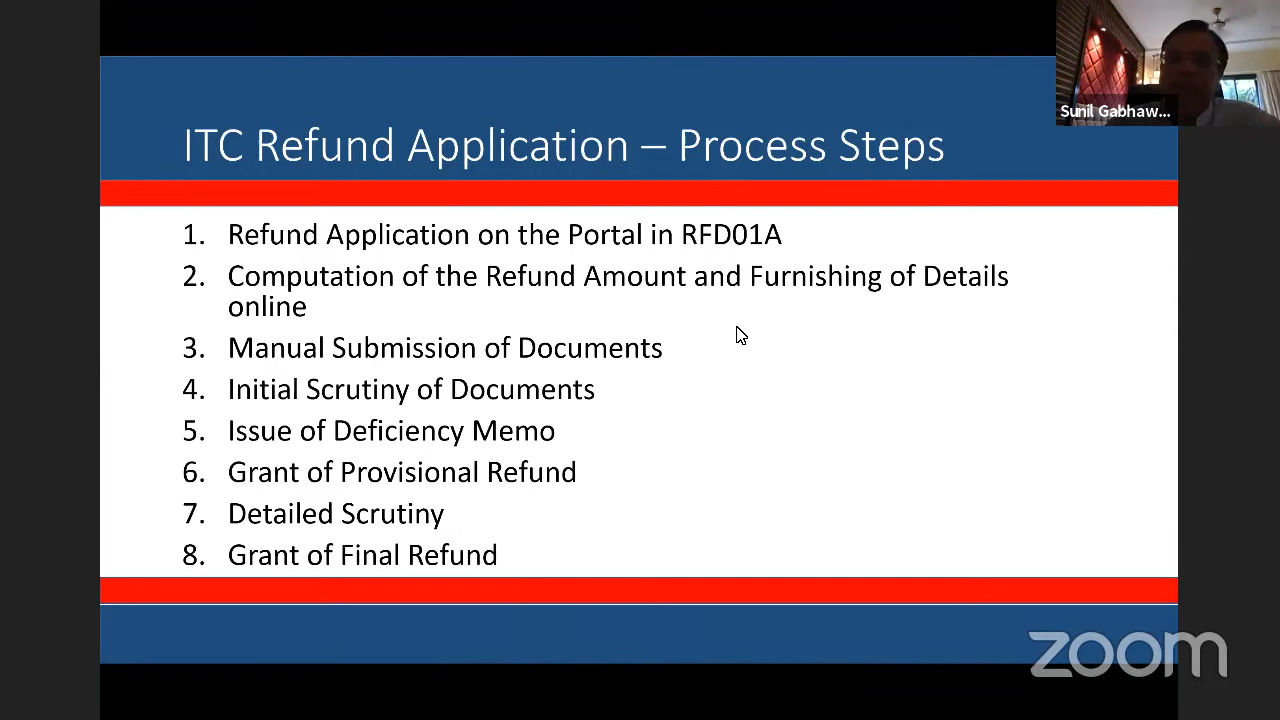 Sunil Gabhaw...
ITC Refund Application – Process Steps
1. Refund Application on the Portal in RFD01A
2. Computation of the Refund Amount and Furnishing of Details
online
3. Manual Submission of Documents
4. Initial Scrutiny of Documents
5. Issue of Deficiency Memo
6. Grant of Provisional Refund
7. Detailed Scrutiny
8. Grant of Final Refund
zoom